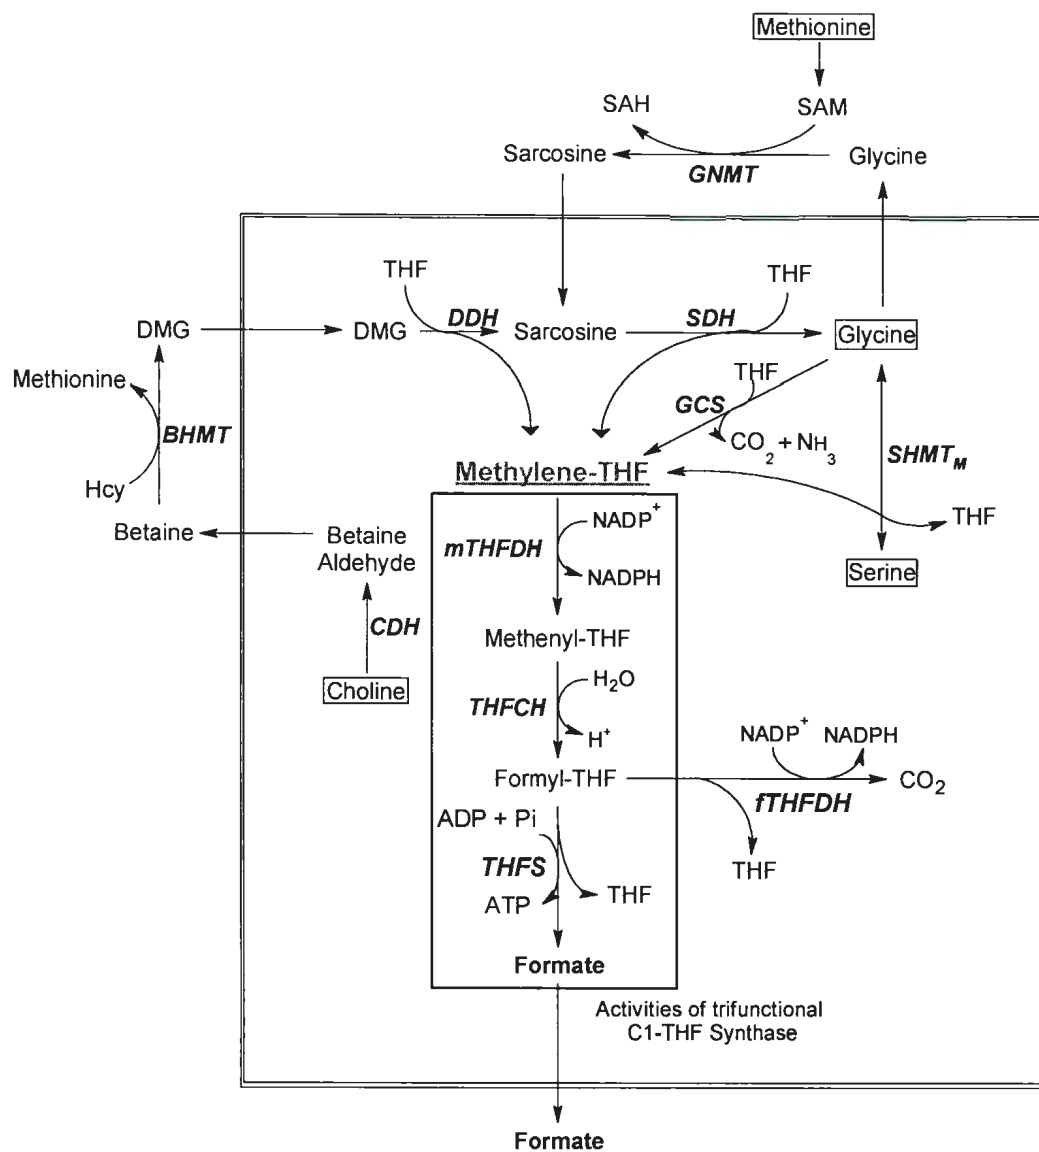 Methionine
SAH
SAM
Sarcosine
GNMT
Glycine
THF
THF
DMG
DMG
DDH
Sarcosine
SDH
Glycine
Methionine
BHMT
Hcy
THF
GCS
CO2 + NH3
SHMTM
Methylene-THF
THF
Betaine
Betaine
Aldehyde
NADP+
mTHFDH
NADPH
Serine
CDH
Choline
Methenyl-THF
H2O
THFCH
H+
NADP+
NADPH
Formyl-THF
CO2
fTHFDH
ADP + Pi
THFS
THF
ATP
THF
Formate
Activities of trifunctional
C1-THF Synthase
Formate